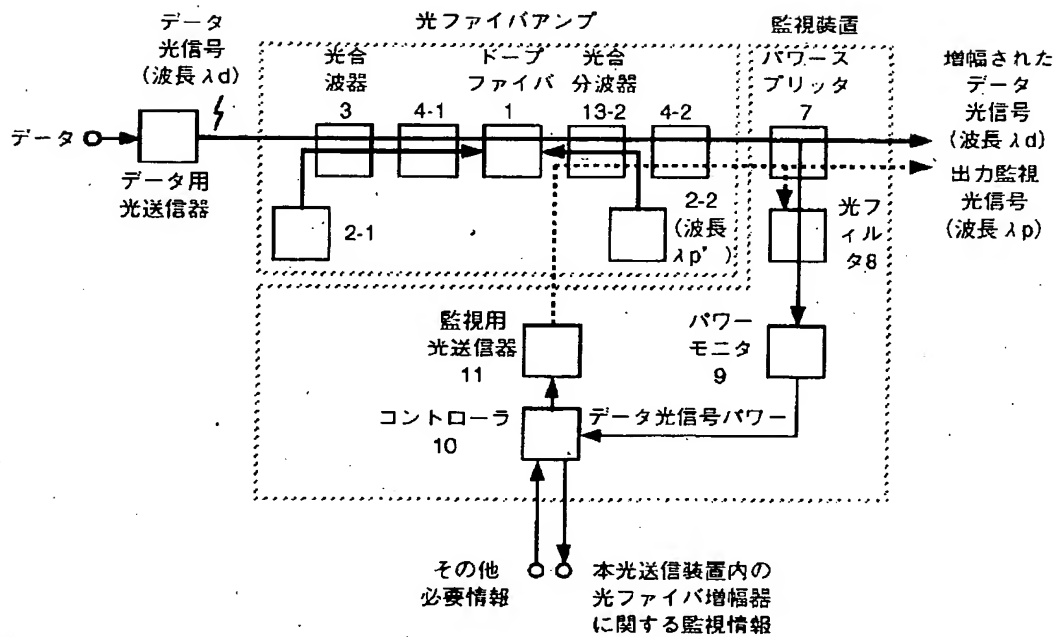 光ファイバアンプ
監視装置
データ
光信号
(波長 λd)
光合
波器
3
4-1
ドープ
ファイバ
1
光合
分波器
13-2
4-2
パワース
プリッタ
7
増幅された
データ
光信号
(波長 λd)
データ
データ用
光送信器
出力監視
光信号
(波長 λp)
2-1
2-2
(波長
λp')
光フ
ィル
タ8
監視用
光送信器
11
パワー
モニタ
9
コントローラ
10
データ光信号パワー
その他
必要情報
本光送信装置内の
光ファイバ増幅器
に関する監視情報